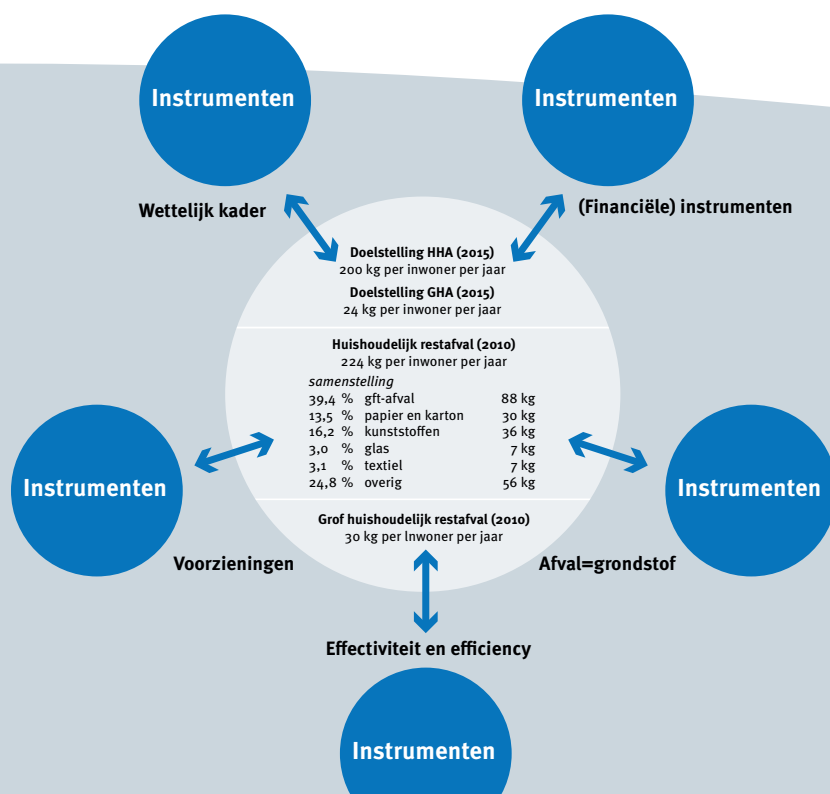 Instrumenten
Instrumenten
Wettelijk kader
(Financiële) instrumenten
Doelstelling HHA (2015)
200 kg per inwoner per jaar
Doelstelling GHA (2015)
24 kg per inwoner per jaar
Huishoudelijk restafval (2010)
224 kg per inwoner per jaar
samenstelling
39,4 % gft-afval 88 kg
13,5 % papier en karton 30 kg
16,2 % kunststoffen 36 kg
3,0 % glas 7 kg
3,1 % textiel 7 kg
24,8 % overig 56 kg
Instrumenten
Instrumenten
Grof huishoudelijk restafval (2010)
30 kg per lnwoner per jaar
Voorzieningen
Afval=grondstof
Effectiviteit en efficiency
Instrumenten